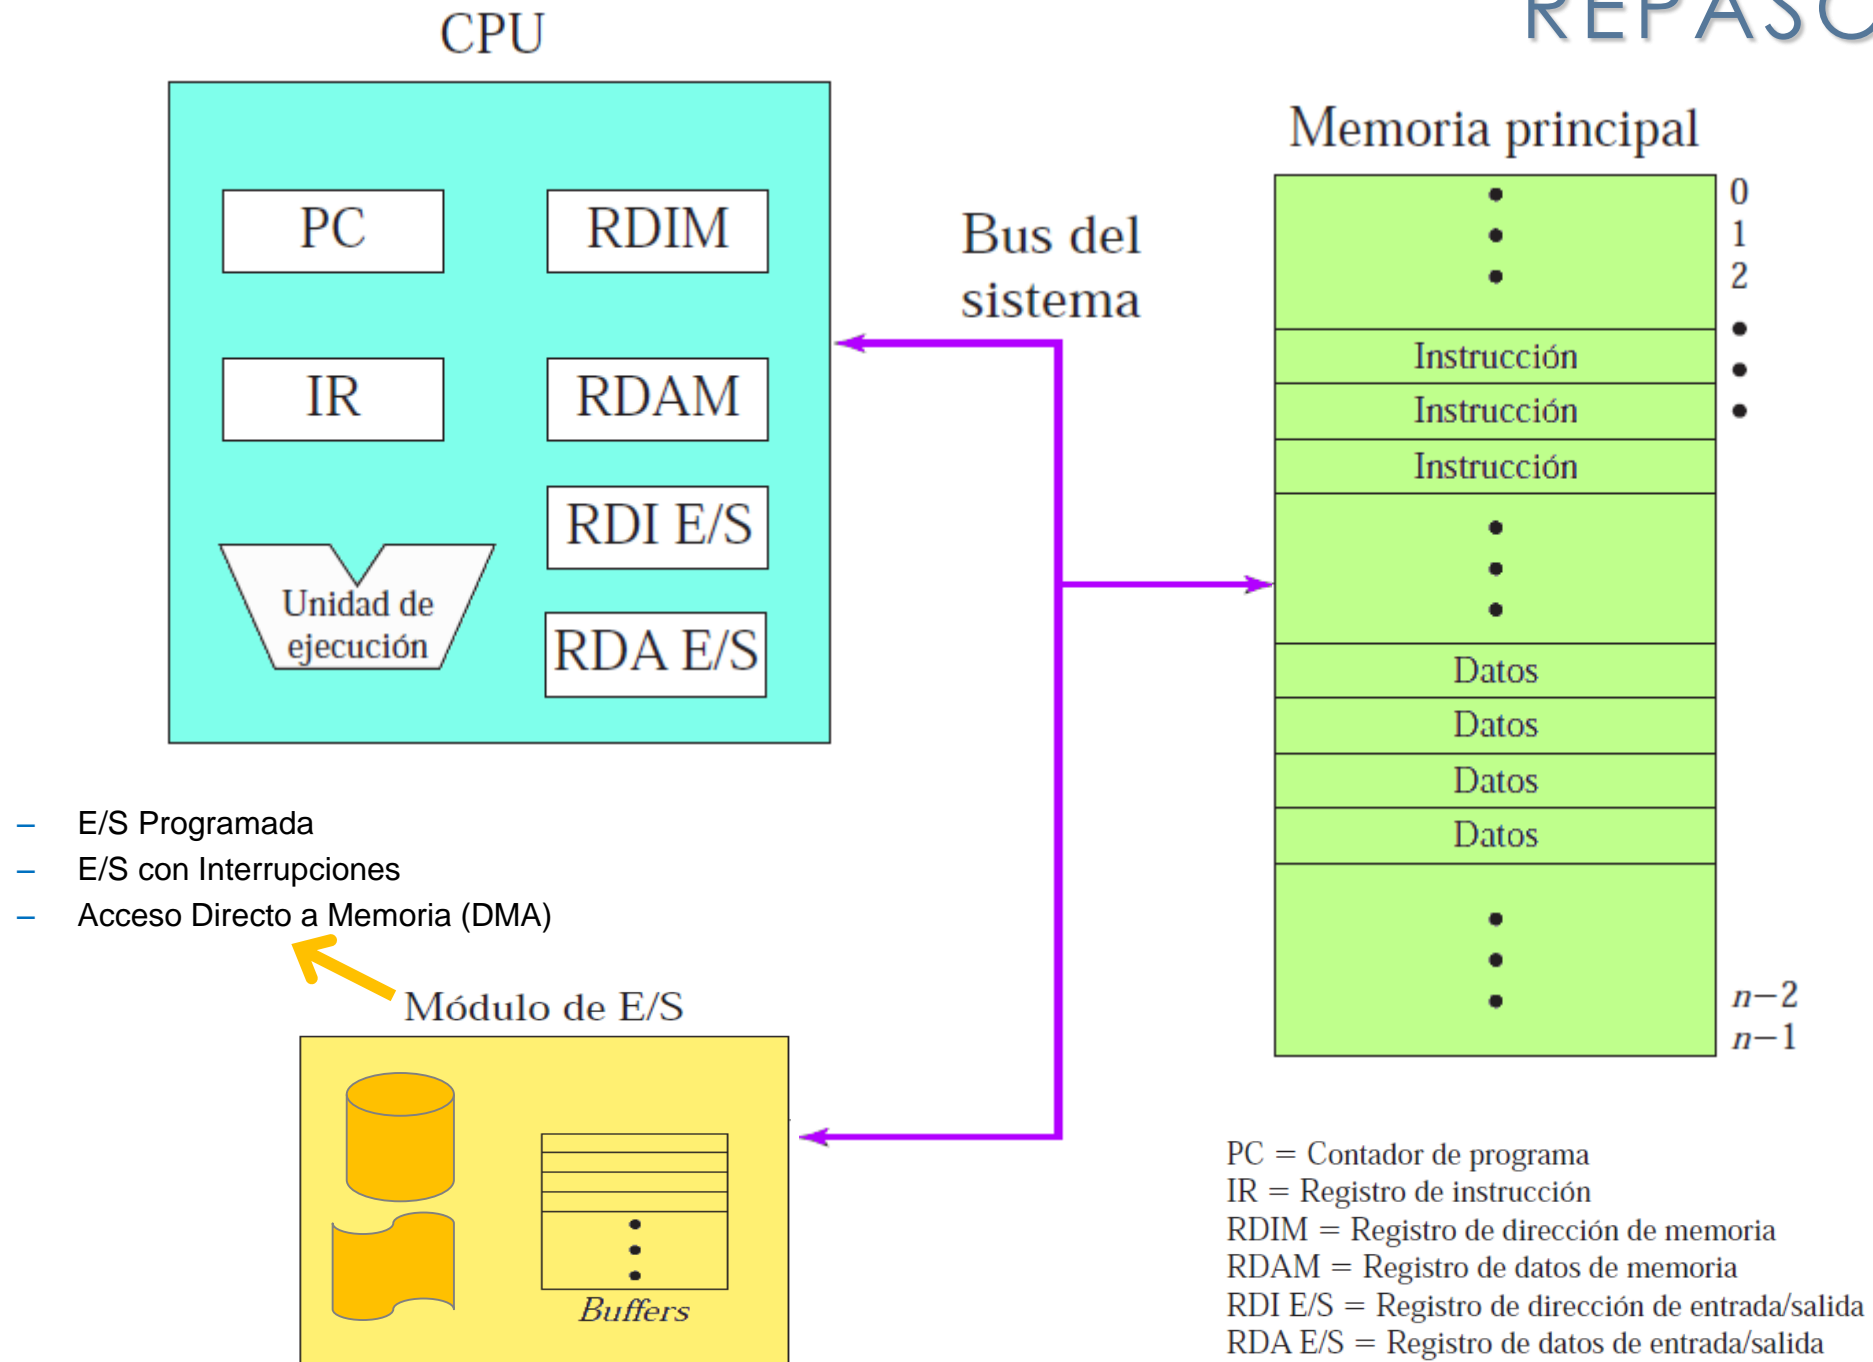 REPASO
CPU
PC
RDIM
IR
RDAM
RDI E/S
RDA E/S
Unidad de
ejecución
Bus del
sistema
Memoria principal
0
1
2
Instrucción
Instrucción
Instrucción
Datos
Datos
Datos
Datos
n−2
n−1
– E/S Programada
– E/S con Interrupciones
– Acceso Directo a Memoria (DMA)
Módulo de E/S
Buffers
PC = Contador de programa
IR = Registro de instrucción
RDIM = Registro de dirección de memoria
RDAM = Registro de datos de memoria
RDI E/S = Registro de dirección de entrada/salida
RDA E/S = Registro de datos de entrada/salida